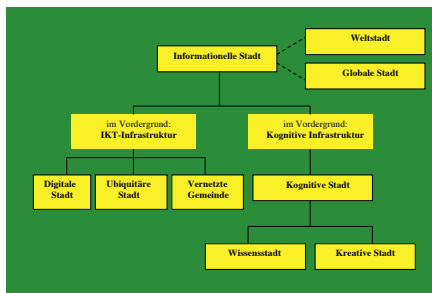 Weltstadt
Informationelle Stadt
Globale Stadt
im Vordergrund:
IKT-Infrastruktur
im Vordergrund:
Kognitive Infrastruktur
Digitale
Stadt
Ubiquitäre
Stadt
Vernetzte
Gemeinde
Kognitive Stadt
Wissensstadt
Kreative Stadt